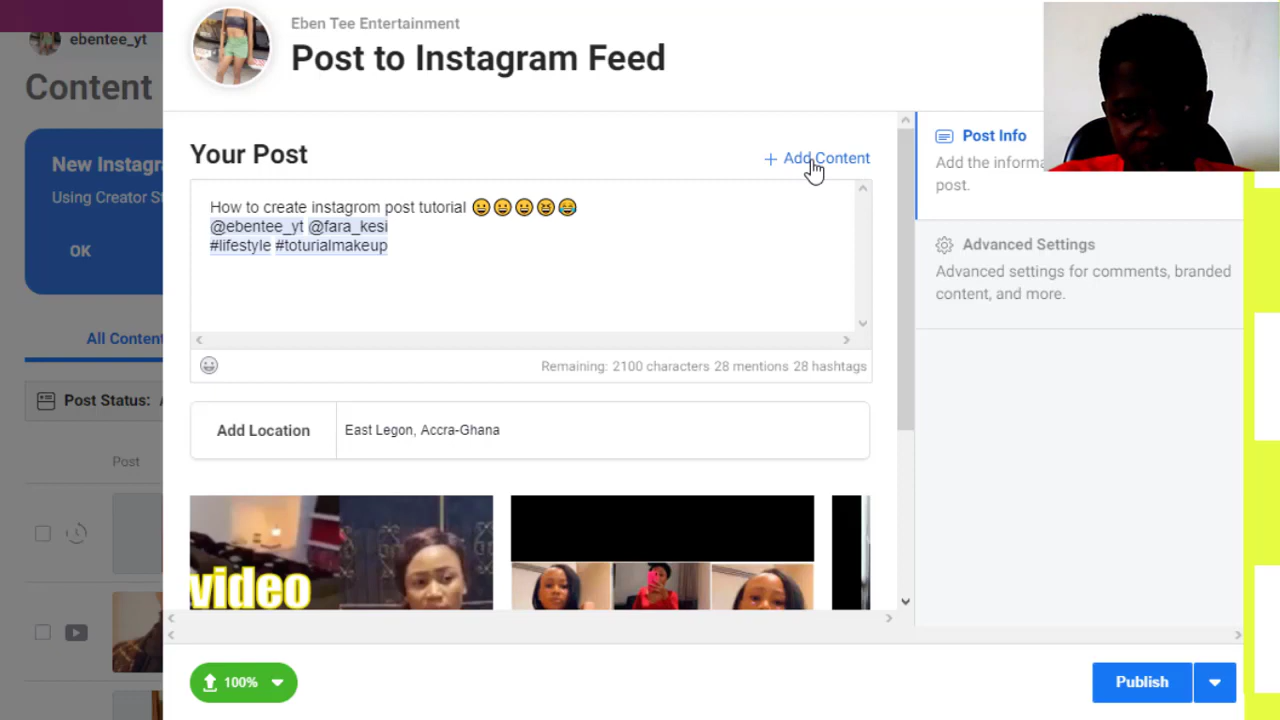 ebentee_yt
Content
New Instagra
Using Creator St
OK
All Content
Post Status:
Post
Eben Tee Entertainment
Post to Instagram Feed
Your Post
+ Add Content
How to create instagrom post tutorial 😀😀😀😆😂
@ebentee_yt @fara_kesi
#lifestyle #toturialmakeup
Remaining: 2100 characters 28 mentions 28 hashtags
Add Location
East Legon, Accra-Ghana
video
100%
Post Info
Add the informa
post.
Advanced Settings
Advanced settings for comments, branded
content, and more.
Publish